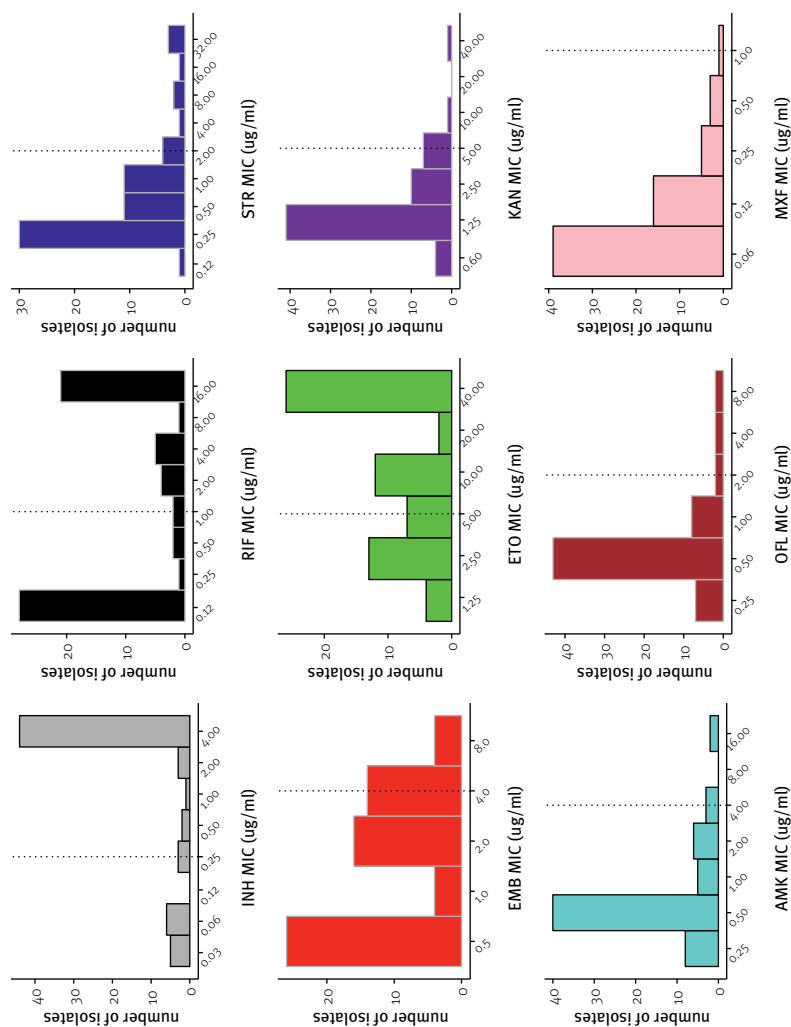 number of isolates
0 10 20 30 40
0.03 0.06 0.12 0.25 0.50 1.00 2.00 4.00
INH MIC (ug/ml)
number of isolates
0 10 20
0.12 0.25 0.50 1.00 2.00 4.00 8.00 16.00
RIF MIC (ug/ml)
number of isolates
0 10 20 30
0.12 0.25 0.50 1.00 2.00 4.00 8.00 16.00 32.00
STR MIC (ug/ml)
number of isolates
0 10 20
0.5 1.0 2.0 4.0 8.0
EMB MIC (ug/ml)
number of isolates
0 10 20
1.25 2.50 5.00 10.00 20.00 40.00
ETO MIC (ug/ml)
number of isolates
0 10 20 30 40
0.60 1.25 2.50 5.00 10.00 20.00 40.00
KAN MIC (ug/ml)
number of isolates
0 10 20 30 40
0.25 0.50 1.00 2.00 4.00 8.00 16.00
AMK MIC (ug/ml)
number of isolates
0 10 20 30 40
0.25 0.50 1.00 2.00 4.00 8.00
OFL MIC (ug/ml)
number of isolates
0 10 20 30 40
0.06 0.12 0.25 0.50 1.00
MXF MIC (ug/ml)